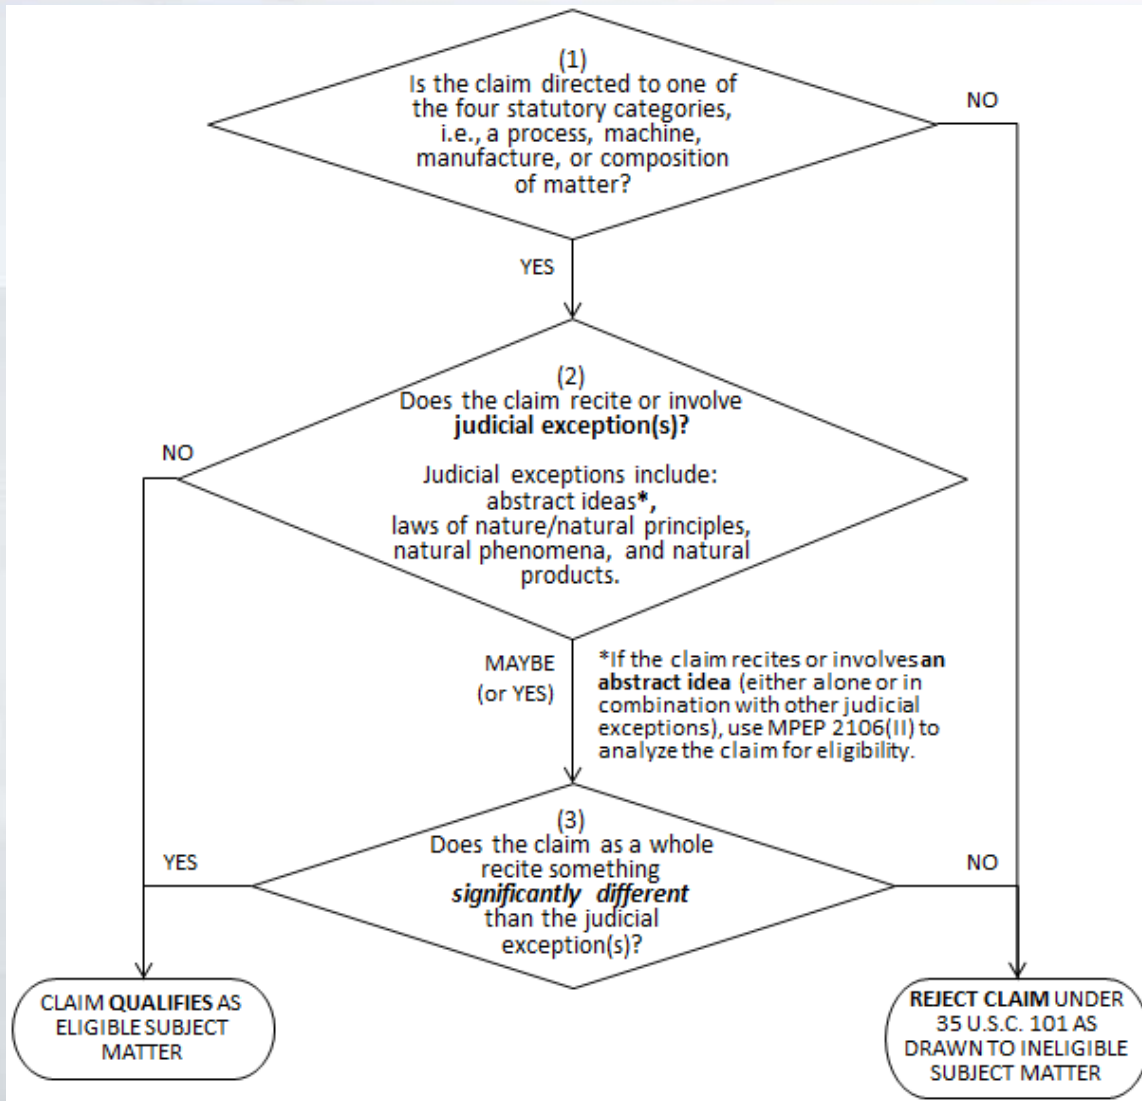 (1)
Is the claim directed to one of
the four statutory categories,
i.e., a process, machine,
manufacture, or composition
of matter?
NO
YES
(2)
Does the claim recite or involve
judicial exception(s)?
NO
Judicial exceptions include:
abstract ideas*,
laws of nature/natural principles,
natural phenomena, and natural
products.
MAYBE
(or YES)
*If the claim recites or involves an
abstract idea (either alone or in
combination with other judicial
exceptions), use MPEP 2106(II) to
analyze the claim for eligibility.
(3)
Does the claim as a whole
recite something
significantly different
than the judicial
exception(s)?
YES
NO
CLAIM QUALIFIES AS
ELIGIBLE SUBJECT
MATTER
REJECT CLAIM UNDER
35 U.S.C. 101 AS
DRAWN TO INELIGIBLE
SUBJECT MATTER